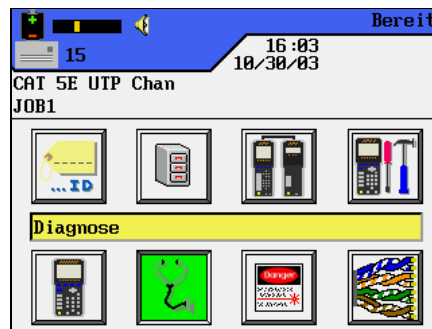 Bereit
15
16:03
10/30/03
CAT 5E UTP Chan
JOB1
...ID
Diagnose
Danger